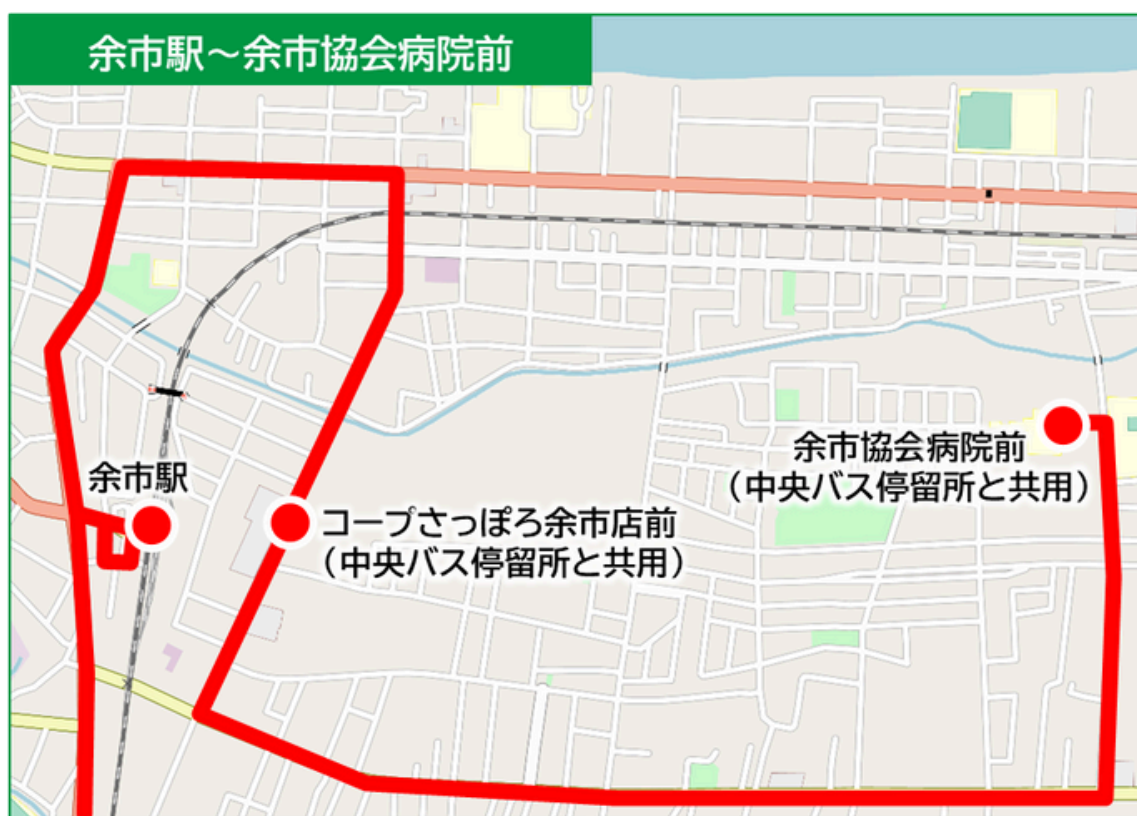 余市駅～余市協会病院前
余市駅
コープさっぽろ余市店前
（中央バス停留所と共用）
余市協会病院前
（中央バス停留所と共用）